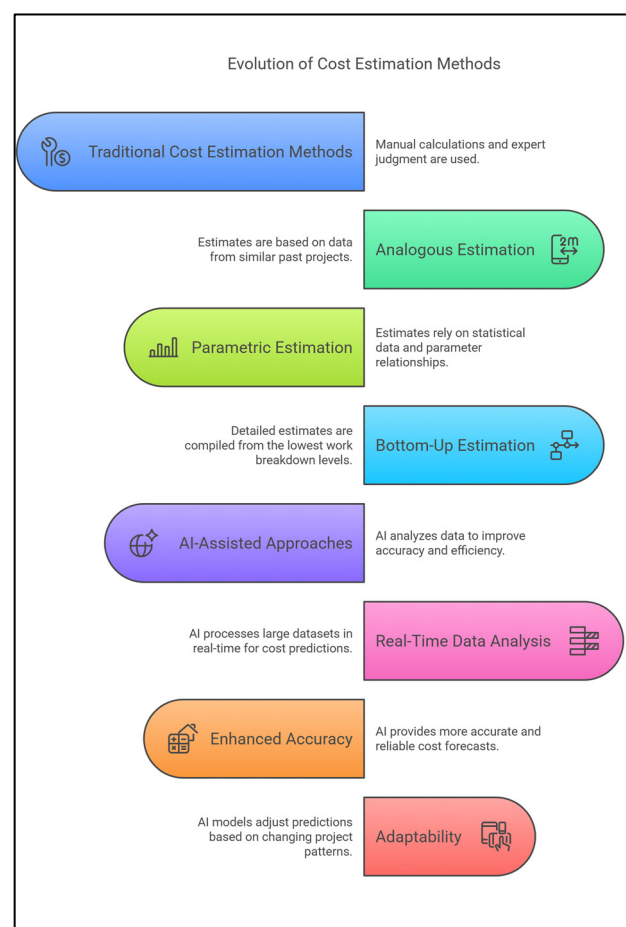 Evolution of Cost Estimation Methods
Traditional Cost Estimation Methods
Manual calculations and expert
judgment are used.
Estimates are based on data
from similar past projects.
Analogous Estimation
2m
Parametric Estimation
Estimates rely on statistical
data and parameter
relationships.
Detailed estimates are
compiled from the lowest work
breakdown levels.
Bottom-Up Estimation
AI-Assisted Approaches
AI analyzes data to improve
accuracy and efficiency.
AI processes large datasets in
real-time for cost predictions.
Real-Time Data Analysis
Enhanced Accuracy
AI provides more accurate and
reliable cost forecasts.
AI models adjust predictions
based on changing project
patterns.
Adaptability